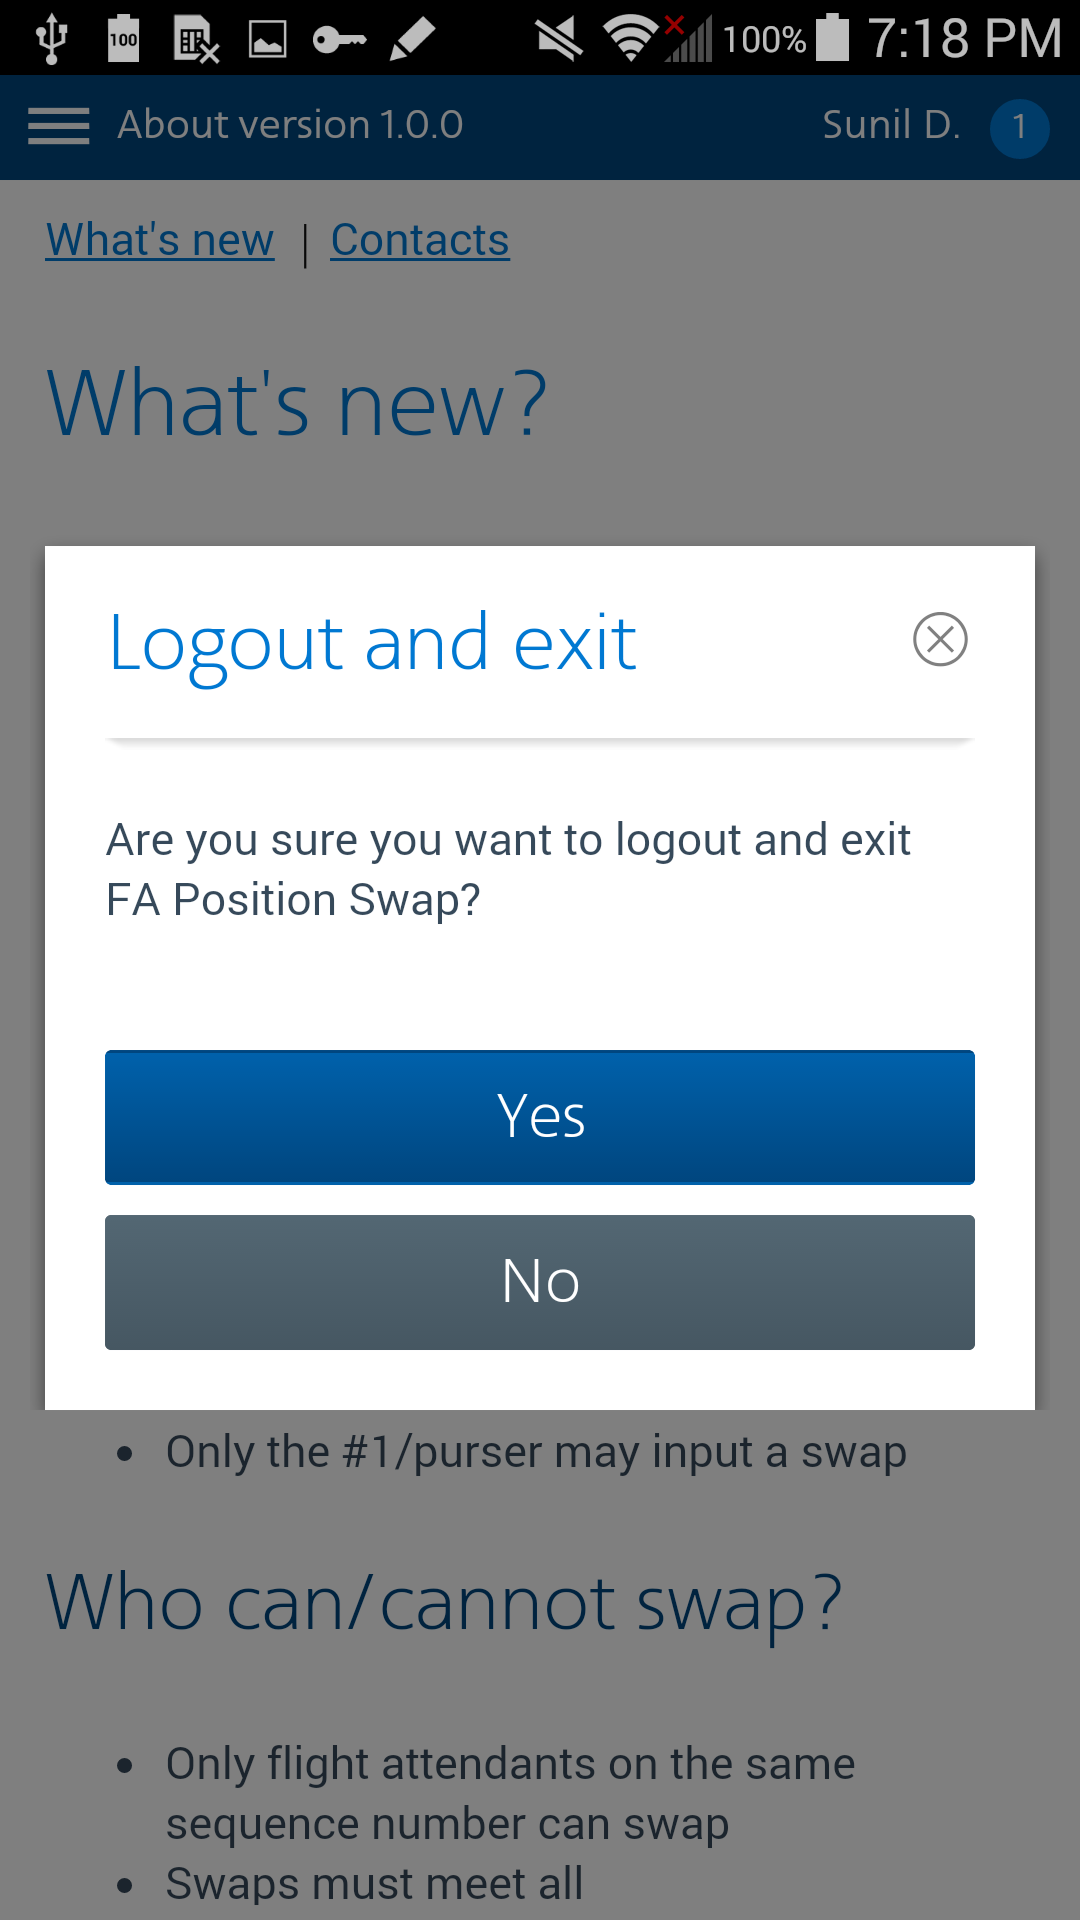 100 100% 7:18 PM
About version 1.0.0 Sunil D. 1
What's new | Contacts
What's new?
Logout and exit
Are you sure you want to logout and exit
FA Position Swap?
Yes
No
• Only the #1/purser may input a swap
Who can/cannot swap?
• Only flight attendants on the same
sequence number can swap
• Swaps must meet all